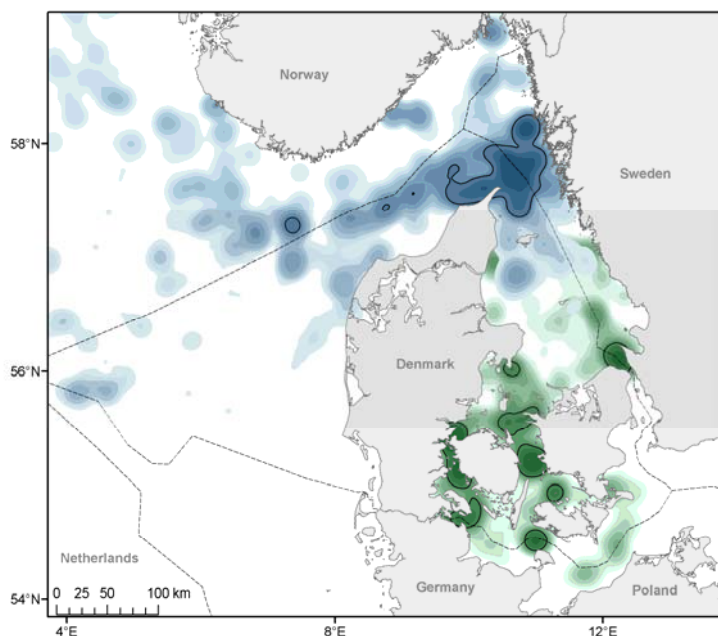 Norway
58°N
Sweden
Denmark
56°N
Netherlands
0 25 50 100 km
Germany
Poland
54°N
4°E 8°E 12°E